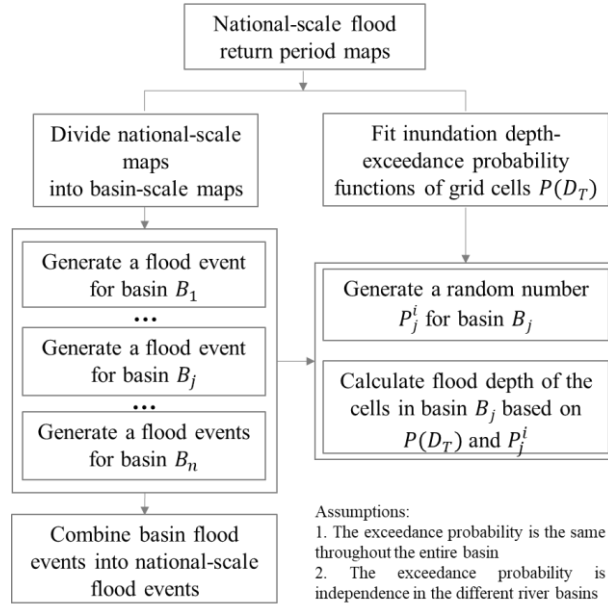 National-scale flood
return period maps
Divide national-scale
maps
into basin-scale maps
Fit inundation depth-
exceedance probability
functions of grid cells P(D_T)
Generate a flood event
for basin B_1
...
Generate a flood event
for basin B_j
...
Generate a flood events
for basin B_n
Generate a random number
P_j^i for basin B_j
Calculate flood depth of the
cells in basin B_j based on
P(D_T) and P_j^i
Combine basin flood
events into national-scale
flood events
Assumptions:
1. The exceedance probability is the same
throughout the entire basin
2. The exceedance probability is
independence in the different river basins